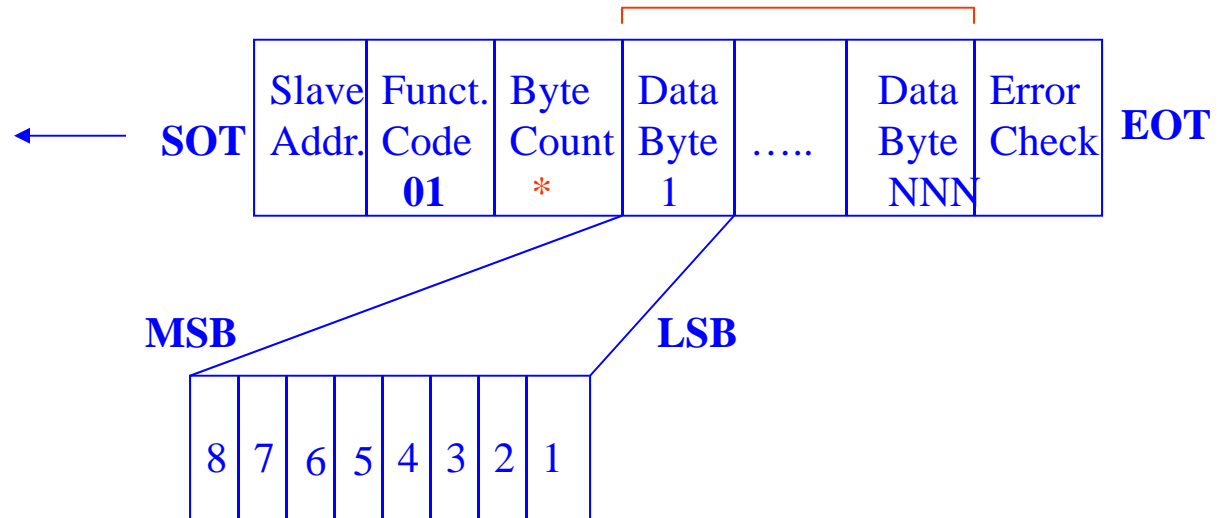 SOT
Slave Addr.
Funct. Code 01
Byte Count *
Data Byte 1
.....
Data Byte NNN
Error Check
EOT
MSB
LSB
8 7 6 5 4 3 2 1